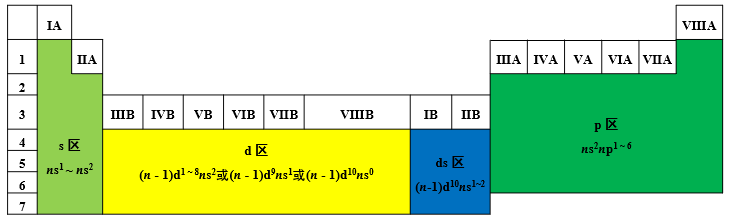 IA VIIIA
1 IIA IIIA IVA VA VIA VIIA
2
3 IIIB IVB VB VIB VIIB VIIIB IB IIB
4
5
6
7
s 区
ns¹ ~ ns²
d 区
(n - 1)d¹ ~ ⁸ns²或(n - 1)d⁹ns¹或(n - 1)d¹⁰ns⁰
ds 区
(n-1)d¹⁰ns¹~²
p 区
ns²np¹ ~ ⁶